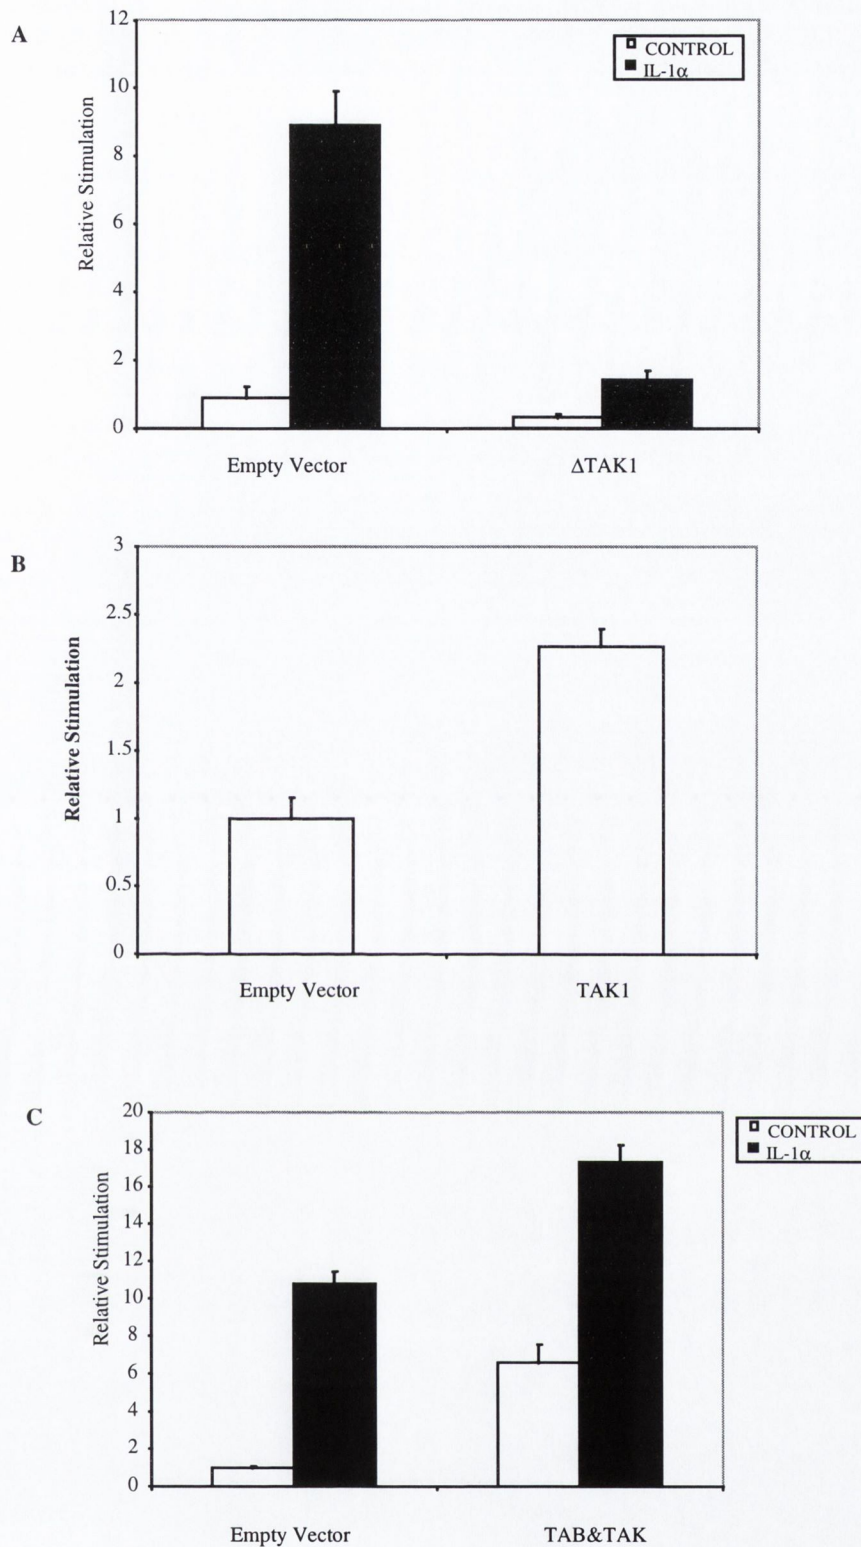 A
12
10
8
6
4
2
0
Relative Stimulation
CONTROL
IL-1α
Empty Vector
ΔTAK1
B
3
2.5
2
1.5
1
0.5
0
Relative Stimulation
Empty Vector
TAK1
C
20
18
16
14
12
10
8
6
4
2
0
Relative Stimulation
CONTROL
IL-1α
Empty Vector
TAB&TAK